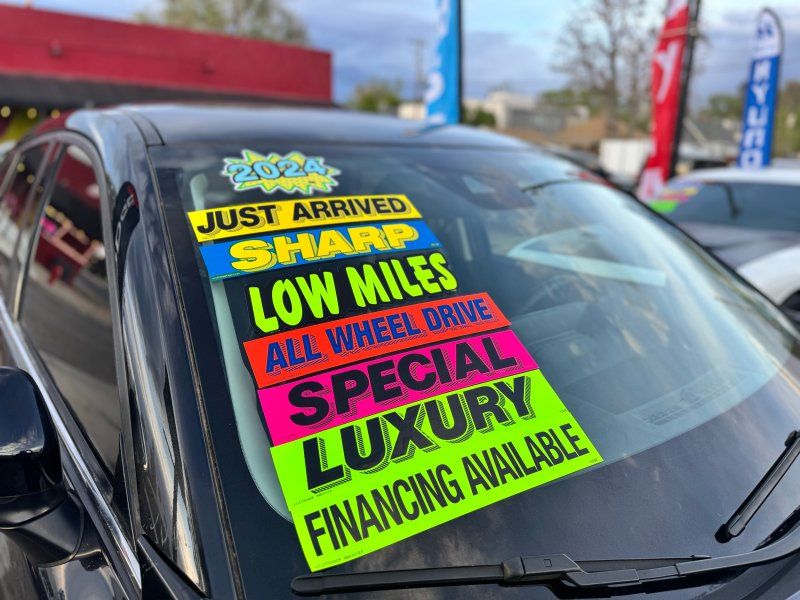 2024
JUST ARRIVED
SHARP
LOW MILES
ALL WHEEL DRIVE
SPECIAL
LUXURY
FINANCING AVAILABLE